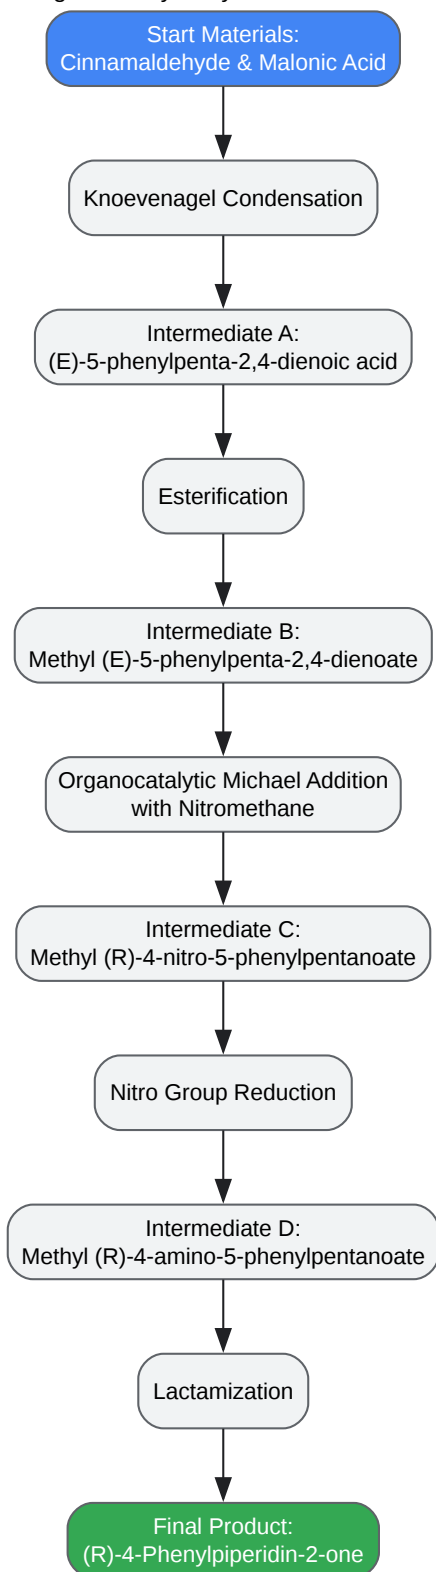 Start Materials:
Cinnamaldehyde & Malonic Acid
Knoevenagel Condensation
Intermediate A:
(E)-5-phenylpenta-2,4-dienoic acid
Esterification
Intermediate B:
Methyl (E)-5-phenylpenta-2,4-dienoate
Organocatalytic Michael Addition
with Nitromethane
Intermediate C:
Methyl (R)-4-nitro-5-phenylpentanoate
Nitro Group Reduction
Intermediate D:
Methyl (R)-4-amino-5-phenylpentanoate
Lactamization
Final Product:
(R)-4-Phenylpiperidin-2-one